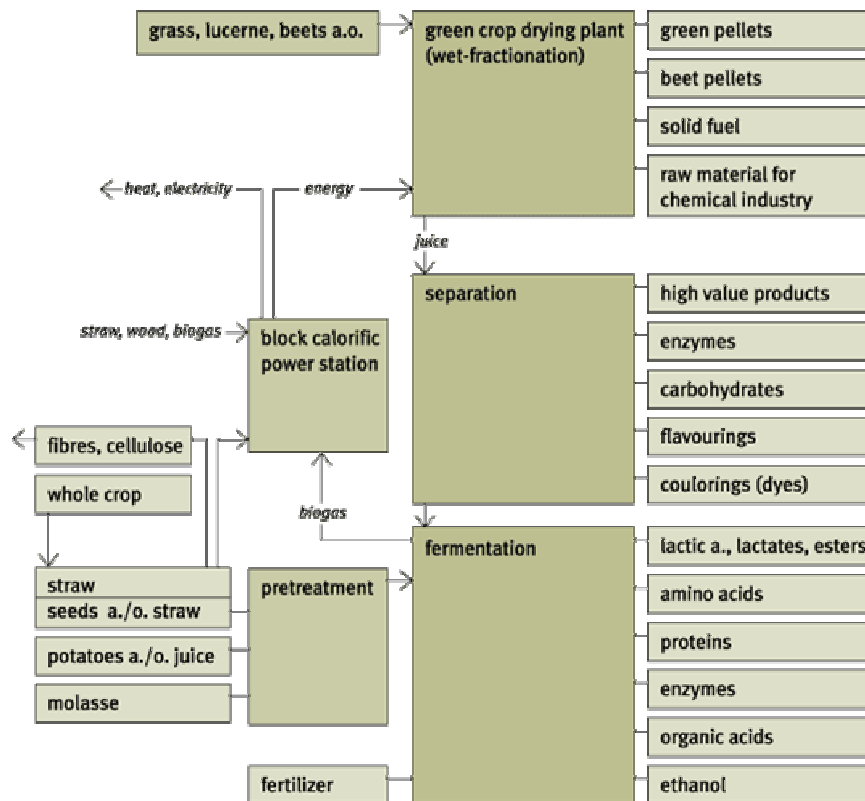 grass, lucerne, beets a.o.
green crop drying plant
(wet-fractionation)
green pellets
beet pellets
solid fuel
raw material for
chemical industry
heat, electricity
energy
juice
separation
high value products
enzymes
carbohydrates
flavourings
coulorings (dyes)
straw, wood, biogas
block calorific
power station
fibres, cellulose
whole crop
biogas
fermentation
lactic a., lactates, esters
amino acids
proteins
enzymes
organic acids
ethanol
straw
seeds a./o. straw
potatoes a./o. juice
molasse
pretreatment
fertilizer